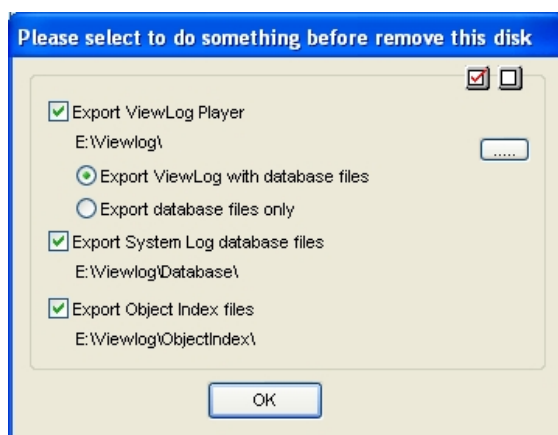 Please select to do something before remove this disk
Export ViewLog Player
E:\Viewlog\
.....
Export ViewLog with database files
Export database files only
Export System Log database files
E:\Viewlog\Database\
Export Object Index files
E:\Viewlog\ObjectIndex\
OK